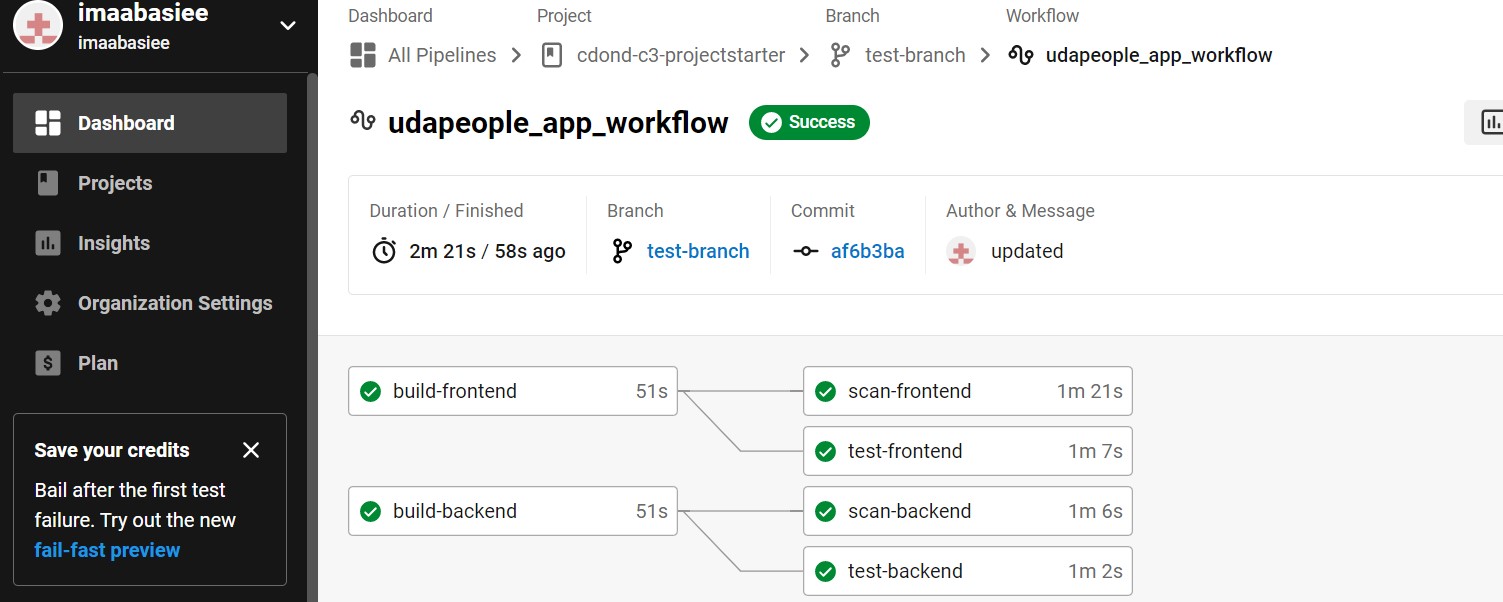 imaabasiee
imaabasiee
Dashboard
Projects
Insights
Organization Settings
Plan
Save your credits
Bail after the first test
failure. Try out the new
fail-fast preview
Dashboard Project Branch Workflow
All Pipelines cdond-c3-projectstarter test-branch udapeople_app_workflow
udapeople_app_workflow Success
Duration / Finished Branch Commit Author & Message
2m 21s / 58s ago test-branch af6b3ba updated
build-frontend 51s scan-frontend 1m 21s
test-frontend 1m 7s
build-backend 51s scan-backend 1m 6s
test-backend 1m 2s